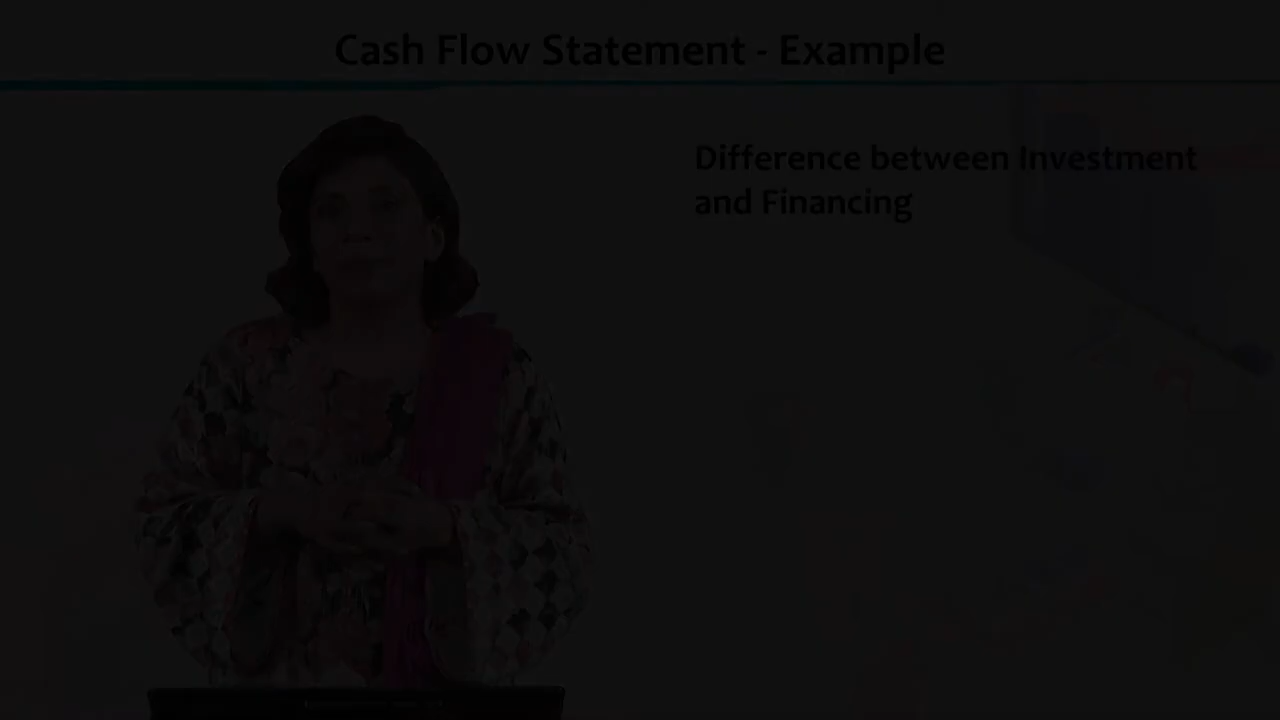 Cash Flow Statement - Example
Difference between Investment
and Financing